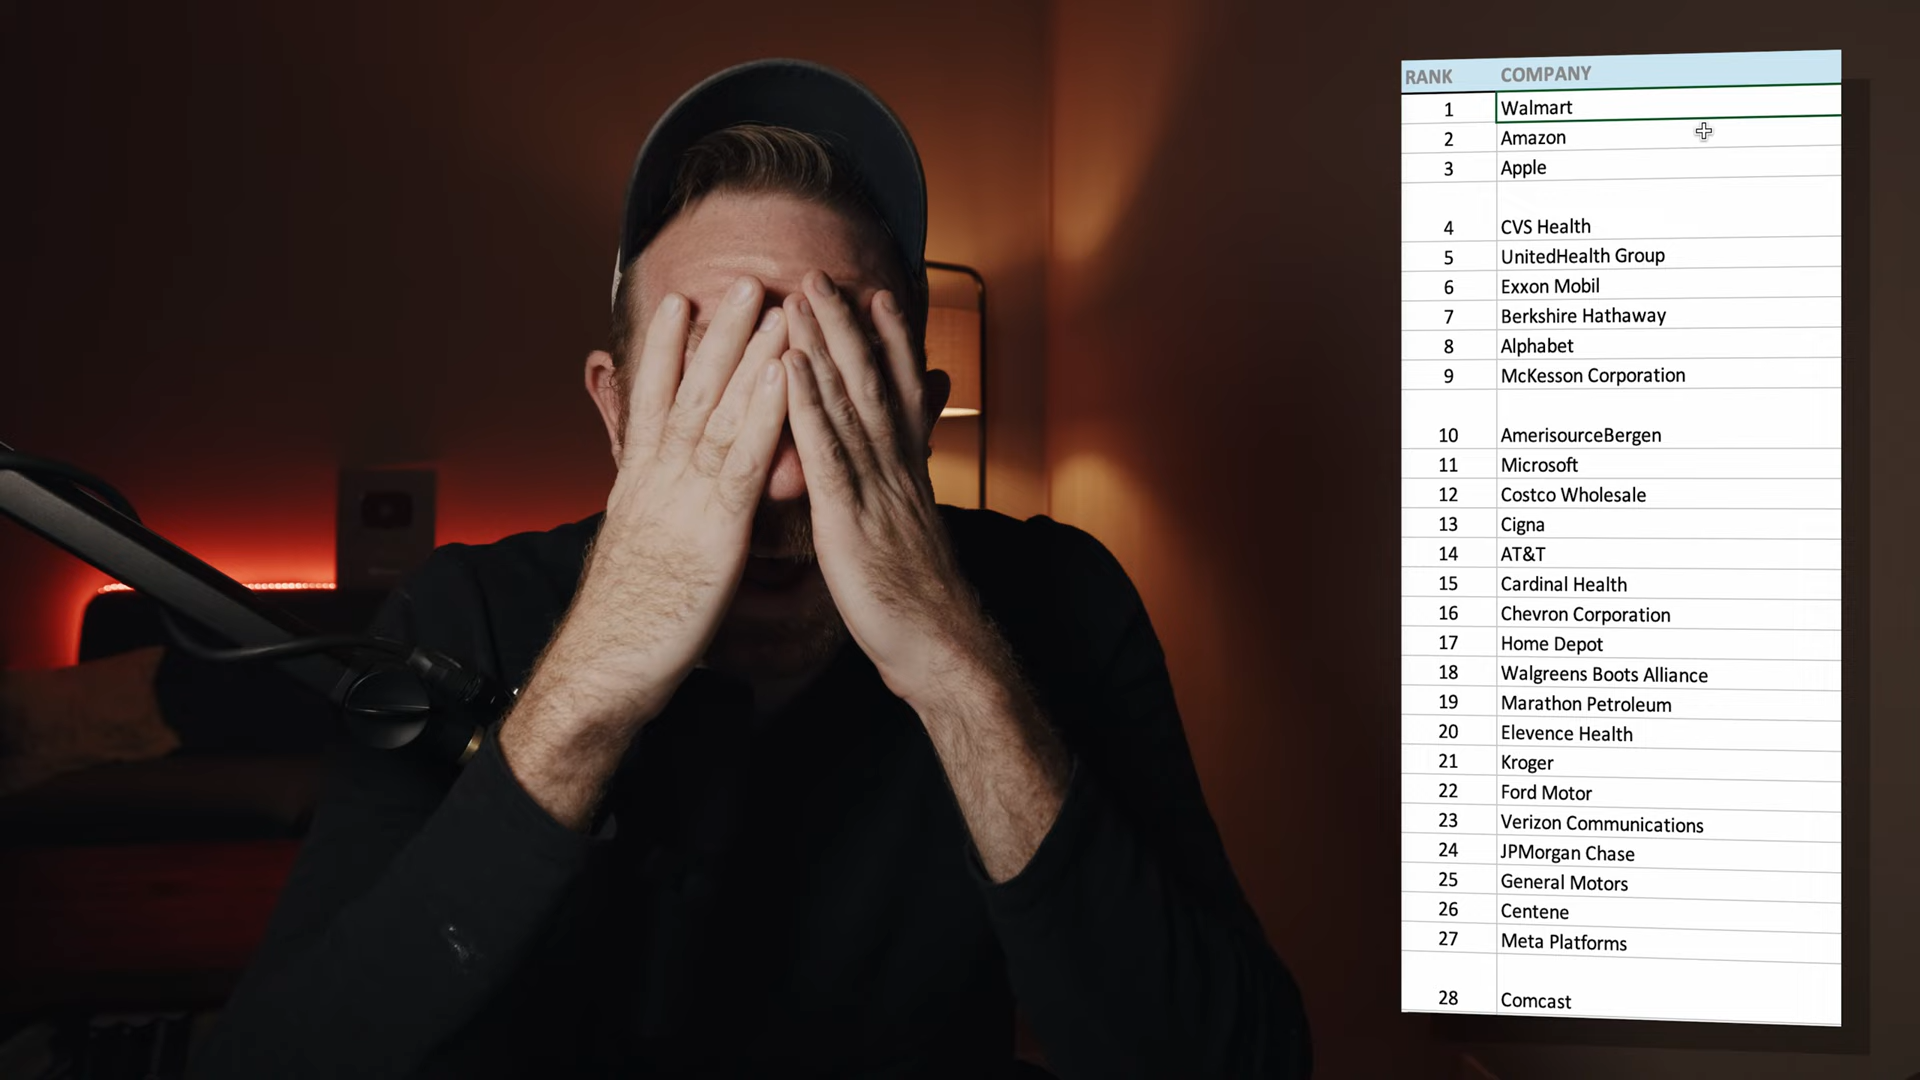 RANK COMPANY
1 Walmart
2 Amazon
3 Apple
4 CVS Health
5 UnitedHealth Group
6 Exxon Mobil
7 Berkshire Hathaway
8 Alphabet
9 McKesson Corporation
10 AmerisourceBergen
11 Microsoft
12 Costco Wholesale
13 Cigna
14 AT&T
15 Cardinal Health
16 Chevron Corporation
17 Home Depot
18 Walgreens Boots Alliance
19 Marathon Petroleum
20 Elevence Health
21 Kroger
22 Ford Motor
23 Verizon Communications
24 JPMorgan Chase
25 General Motors
26 Centene
27 Meta Platforms
28 Comcast